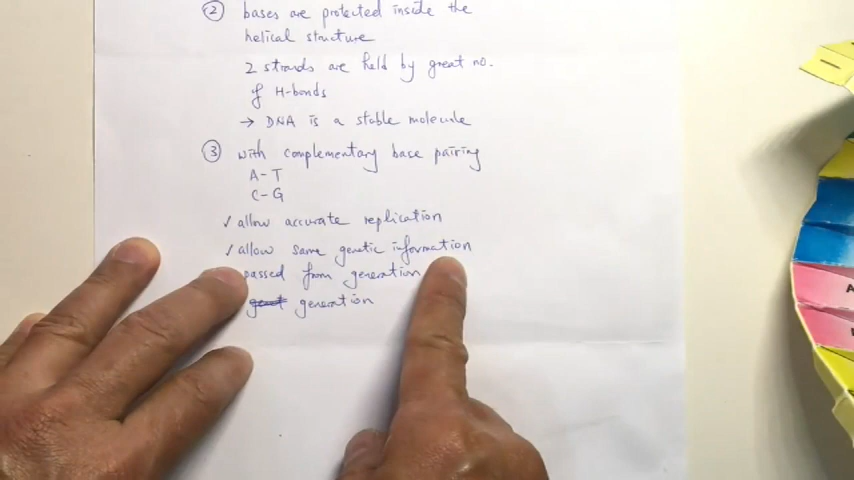 ② bases are protected inside the
helical structure
2 strands are held by great no.
of H-bonds
→ DNA is a stable molecule
③ with complementary base pairing
A-T
C-G
✓ allow accurate replication
✓ allow same genetic information
passed from generation
generation
A